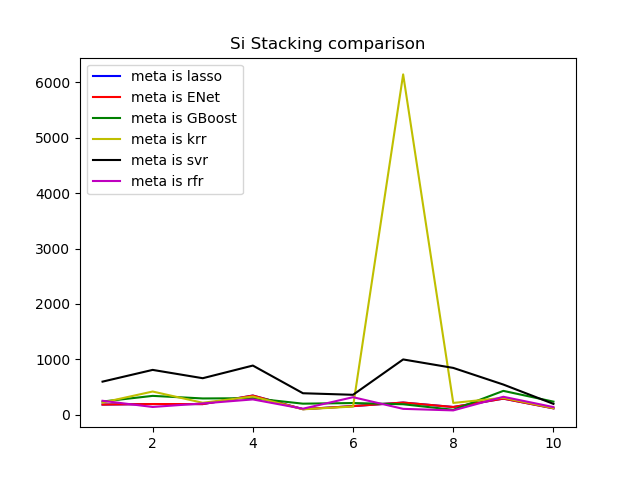 Si Stacking comparison
meta is lasso
meta is ENet
meta is GBoost
meta is krr
meta is svr
meta is rfr
6000
5000
4000
3000
2000
1000
0
2 4 6 8 10